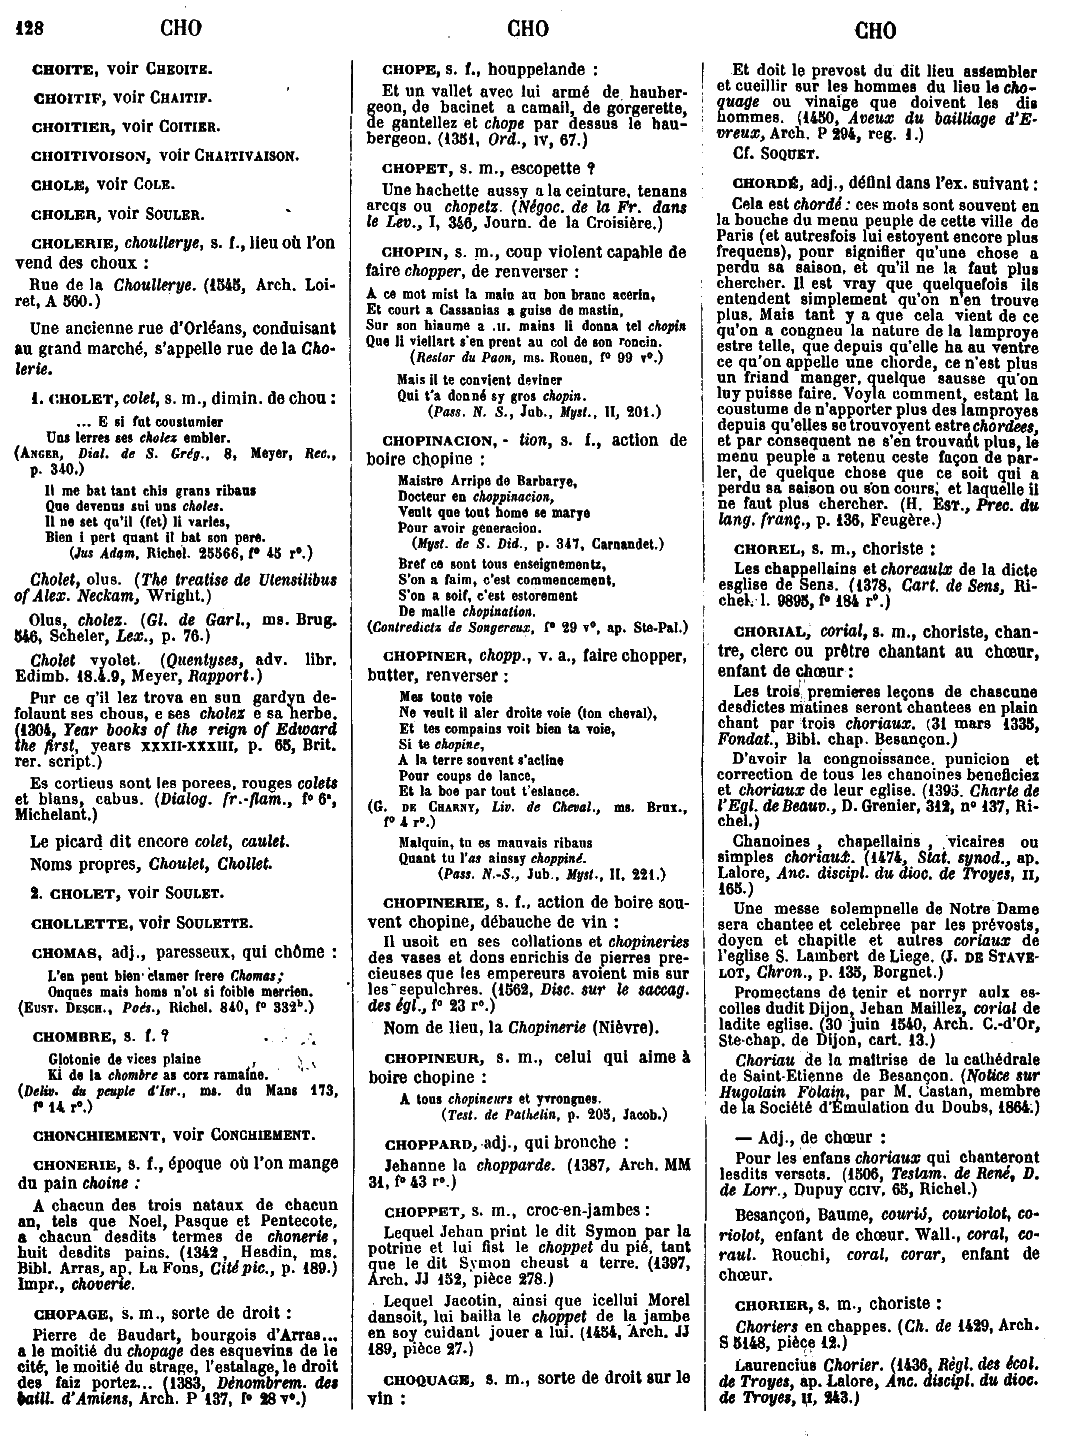 128 CHO CHO CHO
CHOITE, voir CHEOITE.
CHOITIF, voir CHAITIF.
CHOITIER, voir COITIER.
CHOITIVOISON, voir CHAITIVAISON.
CHOLE, voir COLE.
CHOLER, voir SOULER.
CHOLERIE, choullerye, s. f., lieu où l'on
vend des choux :
Rue de la Choullerye. (1545, Arch. Loi-
ret, A 560.)
Une ancienne rue d'Orléans, conduisant
au grand marché, s'appelle rue de la Cho-
lerie.
1. CHOLET, colet, s. m., dimin. de chou :
... E si fut coustumier
Uns lerres ses cholez embler.
(ANGER, Dial. de S. Grég., 8, Meyer, Rec.,
p. 340.)
Il me bat tant chis grans ribaus
Que devenus sui uns choles.
Il ne set qu'il (fet) li varles,
Bien i pert quant il bat son pere.
(Jus Adam, Richel. 25566, f° 45 r°.)
Cholet, olus. (The treatise de Utensilibus
of Alex. Neckam, Wright.)
Olus, cholez. (Gl. de Garl., ms. Brug.
546, Scheler, Lex., p. 76.)
Cholet vyolet. (Quentyses, adv. libr.
Edimb. 18.4.9, Meyer, Rapport.)
Pur ce q'il lez trova en sun gardyn de-
folaunt ses chous, e ses cholez e sa herbe.
(1304, Year books of the reign of Edward
the first, years XXXII-XXXIII, p. 65, Brit.
rer. script.)
Es cortieus sont les porees, rouges colets
et blans, cabus. (Dialog. fr.-flam., f° 6ᵃ,
Michelant.)
Le picard dit encore colet, caulet.
Noms propres, Choulet, Chollet.
2. CHOLET, voir SOULET.
CHOLLETTE, voir SOULETTE.
CHOMAS, adj., paresseux, qui chôme :
L'en peut bien clamer frere Chomas;
Onques mais homs n'ot si foible merrien.
(EUST. DESCH., Poés., Richel. 840, f° 332ᵇ.)
CHOMBRE, s. f. ?
Glotonie de vices plaine
Ki de la chombre as corz ramaine.
(Deliv. du peuple d'Isr., ms. du Mans 173,
f° 14 r°.)
CHONCHIEMENT, voir CONCHIEMENT.
CHONERIE, s. f., époque où l'on mange
du pain choine :
A chacun des trois nataux de chacun
an, tels que Noel, Pasque et Pentecote,
a chacun desdits termes de chonerie,
huit desdits pains. (1342, Hesdin, ms.
Bibl. Arras, ap. La Fons, Cité pic., p. 189.)
Impr., choverie.
CHOPAGE, s. m., sorte de droit :
Pierre de Baudart, bourgois d'Arras...
a le moitié du chopage des esquevins de le
cité, le moitié du strage, l'estalage, le droit
des faiz portez... (1383, Dénombrem. des
baill. d'Amiens, Arch. P 137, f° 28 v°.)
CHOPE, s. f., houppelande :
Et un vallet avec lui armé de hauber-
geon, de bacinet a camail, de gorgerette,
de gantellez et chope par dessus le hau-
bergeon. (1351, Ord., IV, 67.)
CHOPET, s. m., escopette ?
Une hachette aussy a la ceinture, tenans
arcqs ou chopetz. (Négoc. de la Fr. dans
le Lev., I, 346, Journ. de la Croisière.)
CHOPIN, s. m., coup violent capable de
faire chopper, de renverser :
A ce mot mist la main au bon branc acerin,
Et court a Cassanias a guise de mastin,
Sur son hiaume a .II. mains li donna tel chopin
Que li viellart s'en prent au col de son roncin.
(Restor du Paon, ms. Rouen, f° 99 v°.)
Mais il te convient deviner
Qui t'a donné sy gros chopin.
(Pass. N. S., Jub., Myst., II, 201.)
CHOPINACION, - tion, s. f., action de
boire chopine :
Maistre Arripe de Barbarye,
Docteur en choppinacion,
Veult que tout home se marye
Pour avoir generacion.
(Myst. de S. Did., p. 347, Carnandet.)
Bref ce sont tous enseignementz,
S'on a faim, c'est commencement,
S'on a soif, c'est estorement
De malle chopination.
(Contredictz de Songereux, f° 29 v°, ap. Ste-Pal.)
CHOPINER, chopp., v. a., faire chopper,
butter, renverser :
Mes toute voie
Ne veult il aler droite voie (ton cheval),
Et tes compains voit bien ta voie,
Si te chopine,
A la terre souvent s'acline
Pour coups de lance,
Et la boe par tout t'eslance.
(G. DE CHARNY, Liv. de Cheval., ms. Brux.,
f° 4 r°.)
Malquin, tu es mauvais ribaus
Quant tu l'as ainssy choppiné.
(Pass. N.-S., Jub., Myst., II, 221.)
CHOPINERIE, s. f., action de boire sou-
vent chopine, débauche de vin :
Il usoit en ses collations et chopineries
des vases et dons enrichis de pierres pre-
cieuses que les empereurs avoient mis sur
les sepulchres. (1562, Disc. sur le saccag.
des égl., f° 23 r°.)
Nom de lieu, la Chopinerie (Nièvre).
CHOPINEUR, s. m., celui qui aime à
boire chopine :
A tous chopineurs et yvrongnes.
(Test. de Pathelin, p. 205, Jacob.)
CHOPPARD, adj., qui bronche :
Jehanne la chopparde. (1387, Arch. MM
31, f° 43 r°.)
CHOPPET, s. m., croc-en-jambes :
Lequel Jehan print le dit Symon par la
potrine et lui fist le choppet du pié, tant
que le dit Symon cheust a terre. (1397,
Arch. JJ 152, pièce 278.)
Lequel Jacotin, ainsi que icellui Morel
dansoit, lui bailla le choppet de la jambe
en soy cuidant jouer a lui. (1454, Arch. JJ
189, pièce 27.)
CHOQUAGE, s. m., sorte de droit sur le
vin :
Et doit le prevost du dit lieu assembler
et cueillir sur les hommes du lieu le cho-
quage ou vinaige que doivent les dis
hommes. (1450, Aveux du bailliage d'E-
vreux, Arch. P 294, reg. 1.)
Cf. SOQUET.
CHORDÉ, adj., défini dans l'ex. suivant :
Cela est chordé : ces mots sont souvent en
la bouche du menu peuple de cette ville de
Paris (et autresfois lui estoyent encore plus
frequens), pour signifier qu'une chose a
perdu sa saison, et qu'il ne la faut plus
chercher. Il est vray que quelquefois ils
entendent simplement qu'on n'en trouve
plus. Mais tant y a que cela vient de ce
qu'on a congneu la nature de la lamproye
estre telle, que depuis qu'elle ha au ventre
ce qu'on appelle une chorde, ce n'est plus
un friand manger, quelque sausse qu'on
luy puisse faire. Voyla comment, estant la
coustume de n'apporter plus des lamproyes
depuis qu'elles se trouvoyent estre chordees,
et par consequent ne s'en trouvant plus, le
menu peuple a retenu ceste façon de par-
ler, de quelque chose que ce soit qui a
perdu sa saison ou son cours, et laquelle il
ne faut plus chercher. (H. EST., Prec. du
lang. franç., p. 136, Feugère.)
CHOREL, s. m., choriste :
Les chappellains et choreaulx de la dicte
esglise de Sens. (1378, Cart. de Sens, Ri-
chel. l. 9895, f° 184 r°.)
CHORIAL, corial, s. m., choriste, chan-
tre, clerc ou prêtre chantant au chœur,
enfant de chœur :
Les trois premieres leçons de chascune
desdictes matines seront chantees en plain
chant par trois choriaux. (31 mars 1335,
Fondat., Bibl. chap. Besançon.)
D'avoir la congnoissance, punicion et
correction de tous les chanoines beneficiez
et choriaux de leur eglise. (1393. Charte de
l'Egl. de Beauv., D. Grenier, 312, n° 137, Ri-
chel.)
Chanoines, chapellains, vicaires ou
simples choriaux. (1474, Stat. synod., ap.
Lalore, Anc. discipl. du dioc. de Troyes, II,
165.)
Une messe solempnelle de Notre Dame
sera chantee et celebree par les prévosts,
doyen et chapitle et autres coriaux de
l'eglise S. Lambert de Liege. (J. DE STAVE-
LOT, Chron., p. 135, Borgnet.)
Promectans de tenir et norryr aulx es-
colles dudit Dijon, Jehan Maillez, corial de
ladite eglise. (30 juin 1540, Arch. C.-d'Or,
Ste-chap. de Dijon, cart. 13.)
Choriau de la maîtrise de la cathédrale
de Saint-Etienne de Besançon. (Notice sur
Hugolain Folain, par M. Castan, membre
de la Société d'Émulation du Doubs, 1864.)
— Adj., de chœur :
Pour les enfans choriaux qui chanteront
lesdits versets. (1506, Testam. de René, D.
de Lorr., Dupuy CCIV, 65, Richel.)
Besançon, Baume, courié, couriolot, co-
riolot, enfant de chœur. Wall., coral, co-
raul. Rouchi, coral, corar, enfant de
chœur.
CHORIER, s. m., choriste :
Choriers en chappes. (Ch. de 1429, Arch.
S 5148, pièce 12.)
Laurencius Chorier. (1436, Règl. des écol.
de Troyes, ap. Lalore, Anc. discipl. du dioc.
de Troyes, II, 243.)